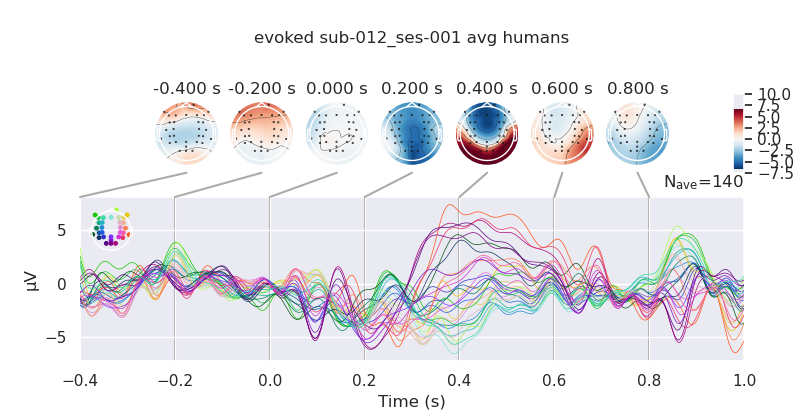 evoked sub-012_ses-001 avg humans
-0.400 s -0.200 s 0.000 s 0.200 s 0.400 s 0.600 s 0.800 s
10.0
7.5
5.0
2.5
0.0
−2.5
−5.0
−7.5
Nave=140
5
0
−5
µV
−0.4 −0.2 0.0 0.2 0.4 0.6 0.8 1.0
Time (s)